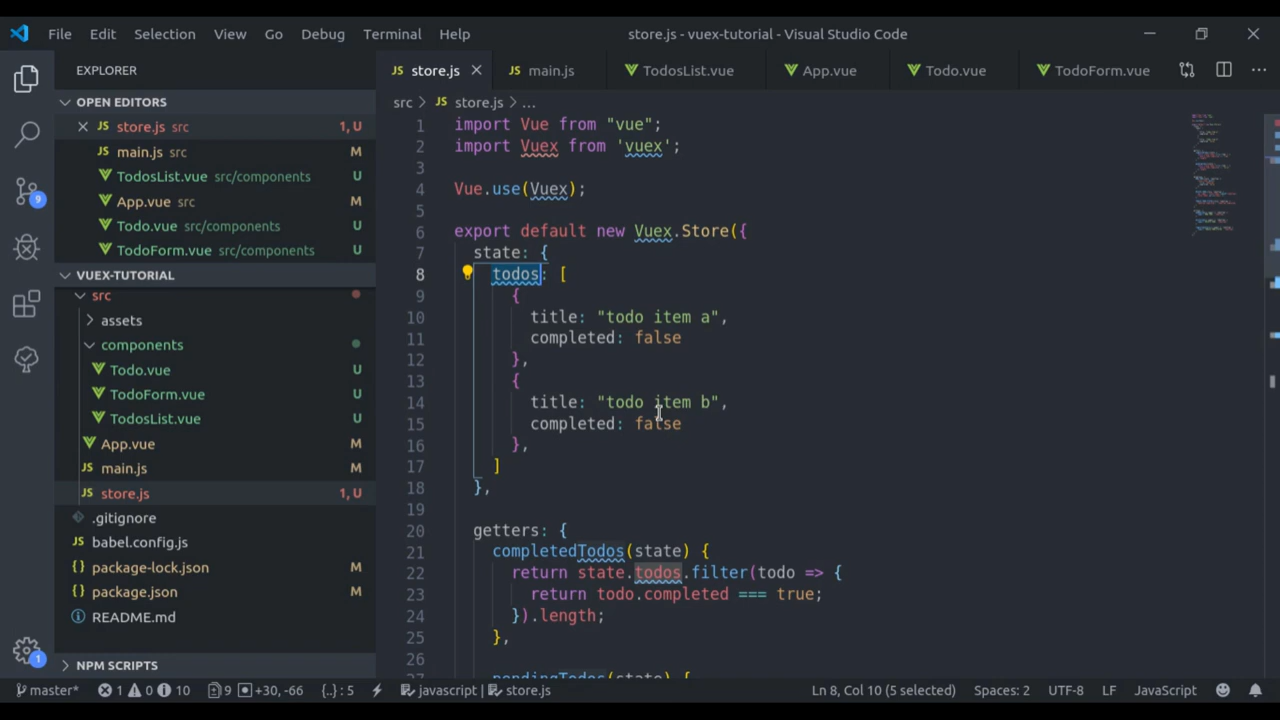 File Edit Selection View Go Debug Terminal Help store.js - vuex-tutorial - Visual Studio Code
EXPLORER
OPEN EDITORS
store.js src 1, U
main.js src M
TodosList.vue src/components U
App.vue src M
Todo.vue src/components U
TodoForm.vue src/components U
VUEX-TUTORIAL
src
assets
components
Todo.vue U
TodoForm.vue U
TodosList.vue U
App.vue M
JS main.js M
JS store.js 1, U
.gitignore
babel.config.js
{} package-lock.json M
{} package.json M
README.md
NPM SCRIPTS
9
1
JS store.js JS main.js TodosList.vue App.vue Todo.vue TodoForm.vue
src > JS store.js > ...
1 import Vue from "vue";
2 import Vuex from 'vuex';
3
4 Vue.use(Vuex);
5
6 export default new Vuex.Store({
7 state: {
8 todos: [
9 {
10 title: "todo item a",
11 completed: false
12 },
13 {
14 title: "todo item b",
15 completed: false
16 },
17 ]
18 },
19
20 getters: {
21 completedTodos(state) {
22 return state.todos.filter(todo => {
23 return todo.completed === true;
24 }).length;
25 },
26
27 pendingTodos(state) {
master* 1 0 10 9 +30, -66 {..} : 5 javascript | store.js Ln 8, Col 10 (5 selected) Spaces: 2 UTF-8 LF JavaScript